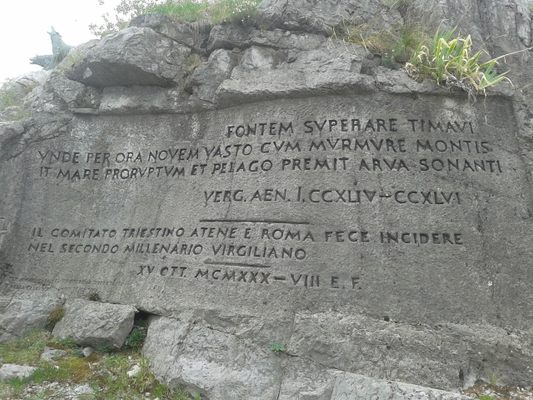 FONTEM SVPERARE TIMAVI
VNDE PER ORA NOVEM VASTO CVM MVRMVRE MONTIS
IT MARE PRORVPTVM ET PELAGO PREMIT ARVA SONANTI
VERG. AEN. I. CCXLIV – CCXLVI
IL COMITATO TRIESTINO ATENE E ROMA FECE INCIDERE
NEL SECONDO MILLENARIO VIRGILIANO
XV OTT. MCMXXX – VIII E. F.